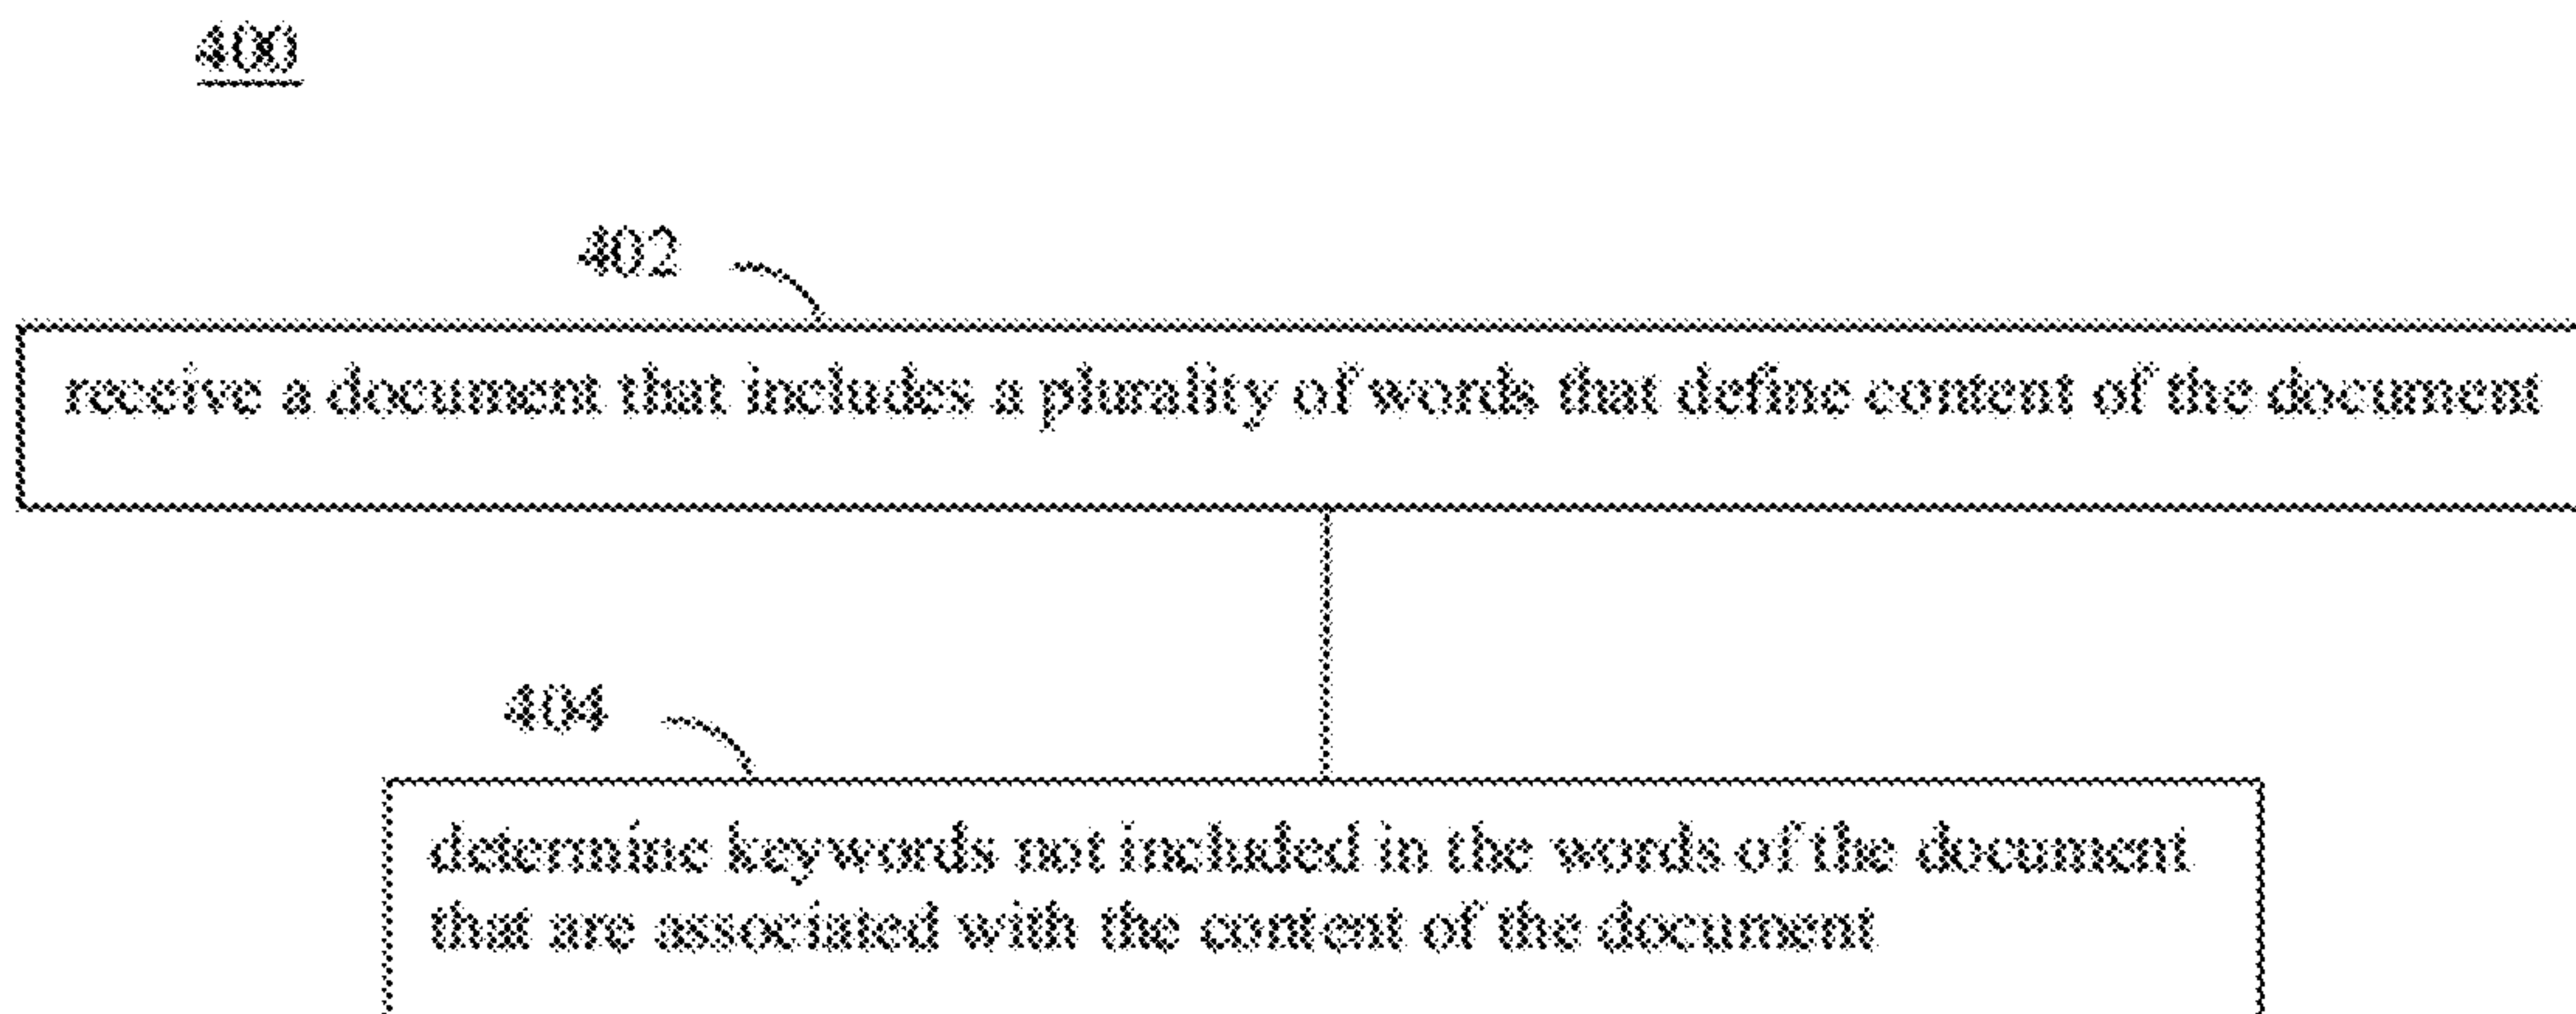 400
402
receive a document that includes a plurality of words that define content of the document
404
determine keywords not included in the words of the document
that are associated with the content of the document